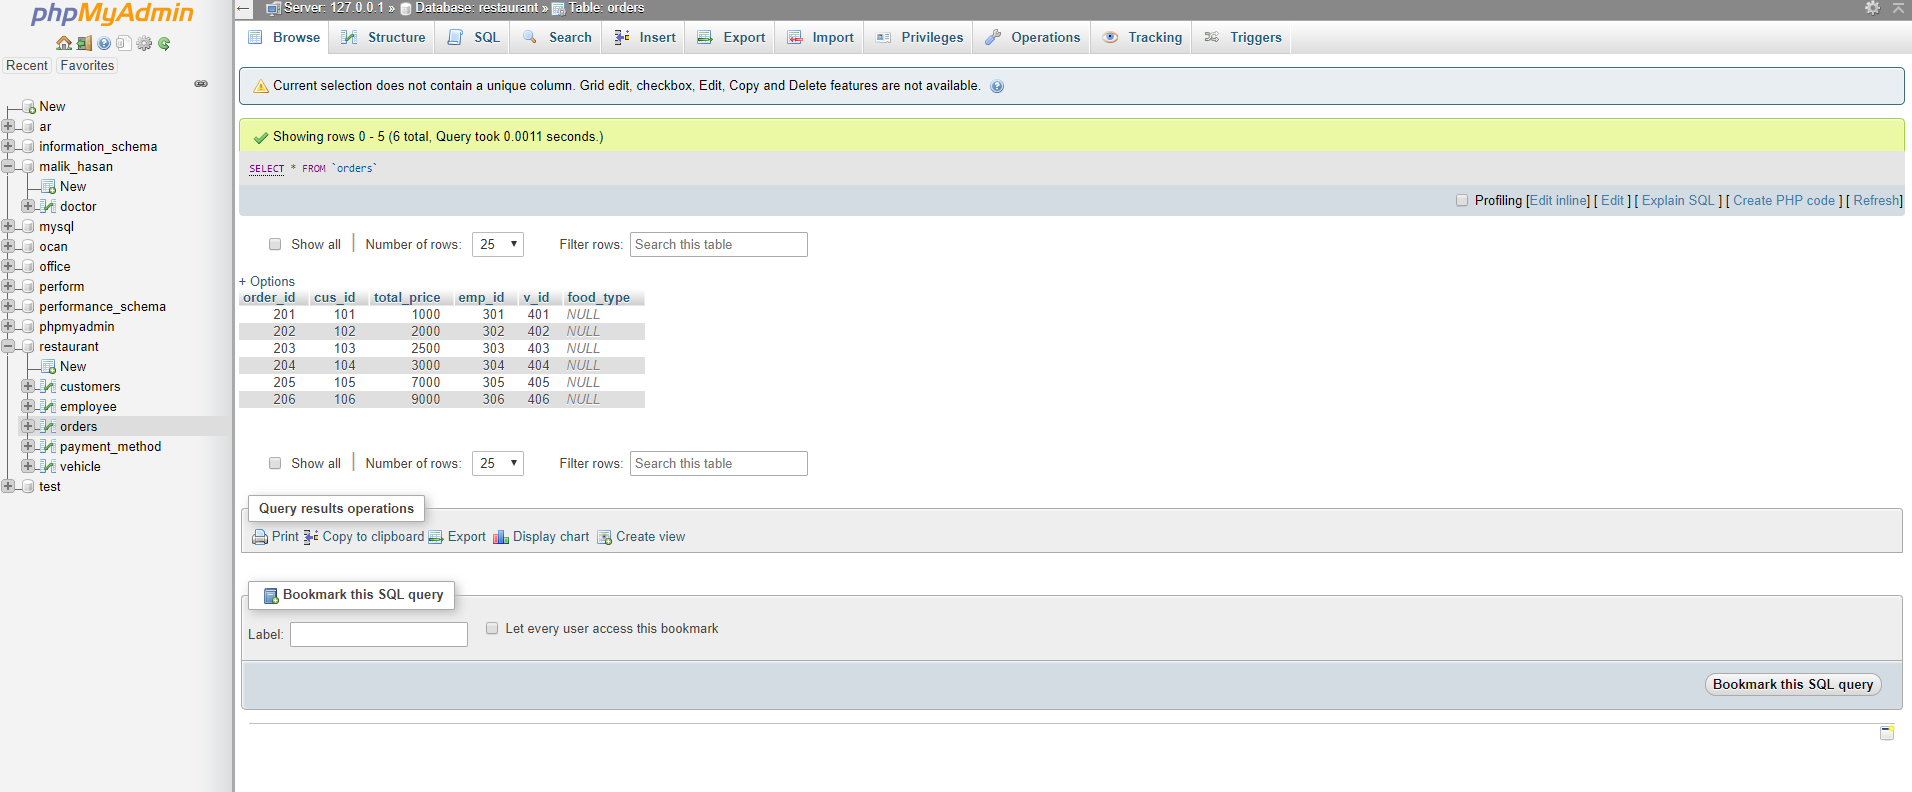 phpMyAdmin
Recent Favorites
New
ar
information_schema
malik_hasan
New
doctor
mysql
ocan
office
perform
performance_schema
phpmyadmin
restaurant
New
customers
employee
orders
payment_method
vehicle
test
Server: 127.0.0.1 » Database: restaurant » Table: orders
Browse Structure SQL Search Insert Export Import Privileges Operations Tracking Triggers
Current selection does not contain a unique column. Grid edit, checkbox, Edit, Copy and Delete features are not available.
Showing rows 0 - 5 (6 total, Query took 0.0011 seconds.)
SELECT * FROM `orders`
Profiling [Edit inline] [ Edit ] [ Explain SQL ] [ Create PHP code ] [ Refresh]
Show all | Number of rows: 25 Filter rows: Search this table
+ Options
order_id cus_id total_price emp_id v_id food_type
201 101 1000 301 401 NULL
202 102 2000 302 402 NULL
203 103 2500 303 403 NULL
204 104 3000 304 404 NULL
205 105 7000 305 405 NULL
206 106 9000 306 406 NULL
Show all | Number of rows: 25 Filter rows: Search this table
Query results operations
Print Copy to clipboard Export Display chart Create view
Bookmark this SQL query
Label: Let every user access this bookmark
Bookmark this SQL query